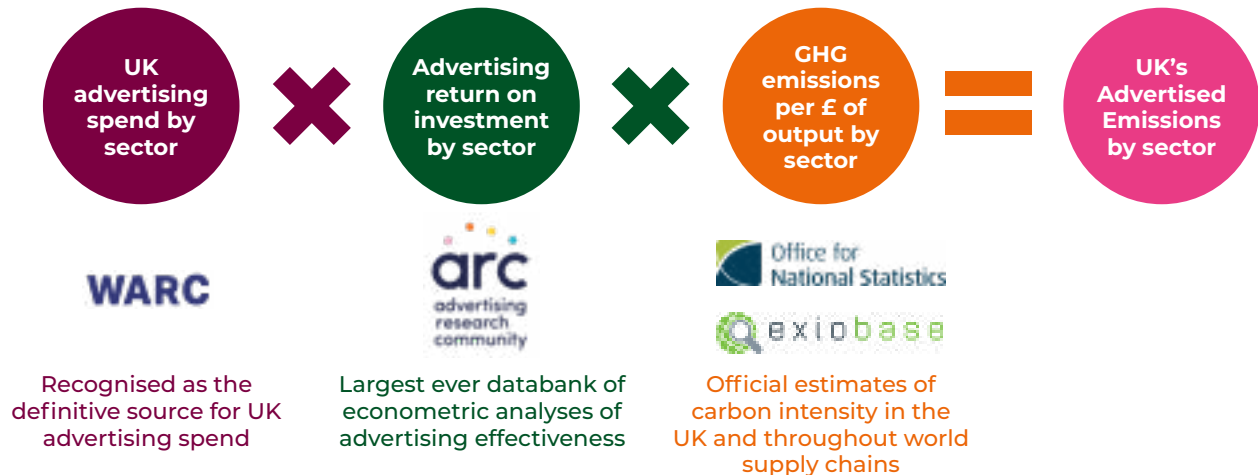 UK
advertising
spend by
sector
Advertising
return on
investment
by sector
GHG
emissions
per £ of
output by
sector
UK's
Advertised
Emissions
by sector
WARC
arc
advertising
research
community
Office for
National Statistics
exiobase
Recognised as the
definitive source for UK
advertising spend
Largest ever databank of
econometric analyses of
advertising effectiveness
Official estimates of
carbon intensity in the
UK and throughout world
supply chains